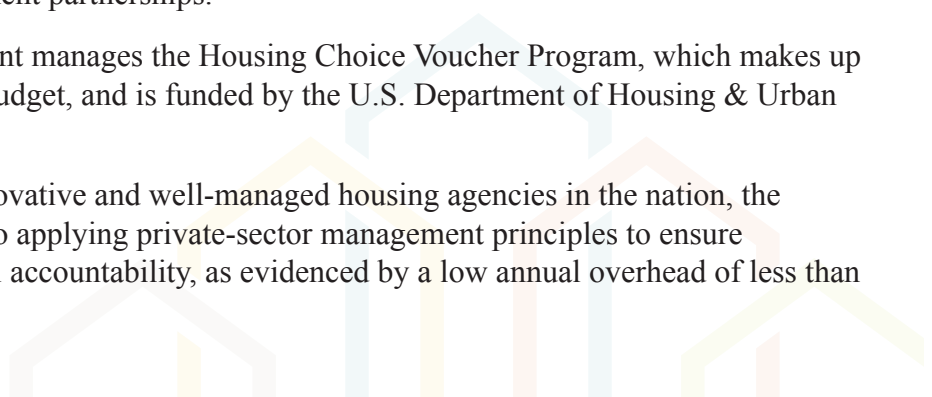 ent partnerships.
nt manages the Housing Choice Voucher Program, which makes up
udget, and is funded by the U.S. Department of Housing & Urban
ovative and well-managed housing agencies in the nation, the
o applying private-sector management principles to ensure
accountability, as evidenced by a low annual overhead of less than